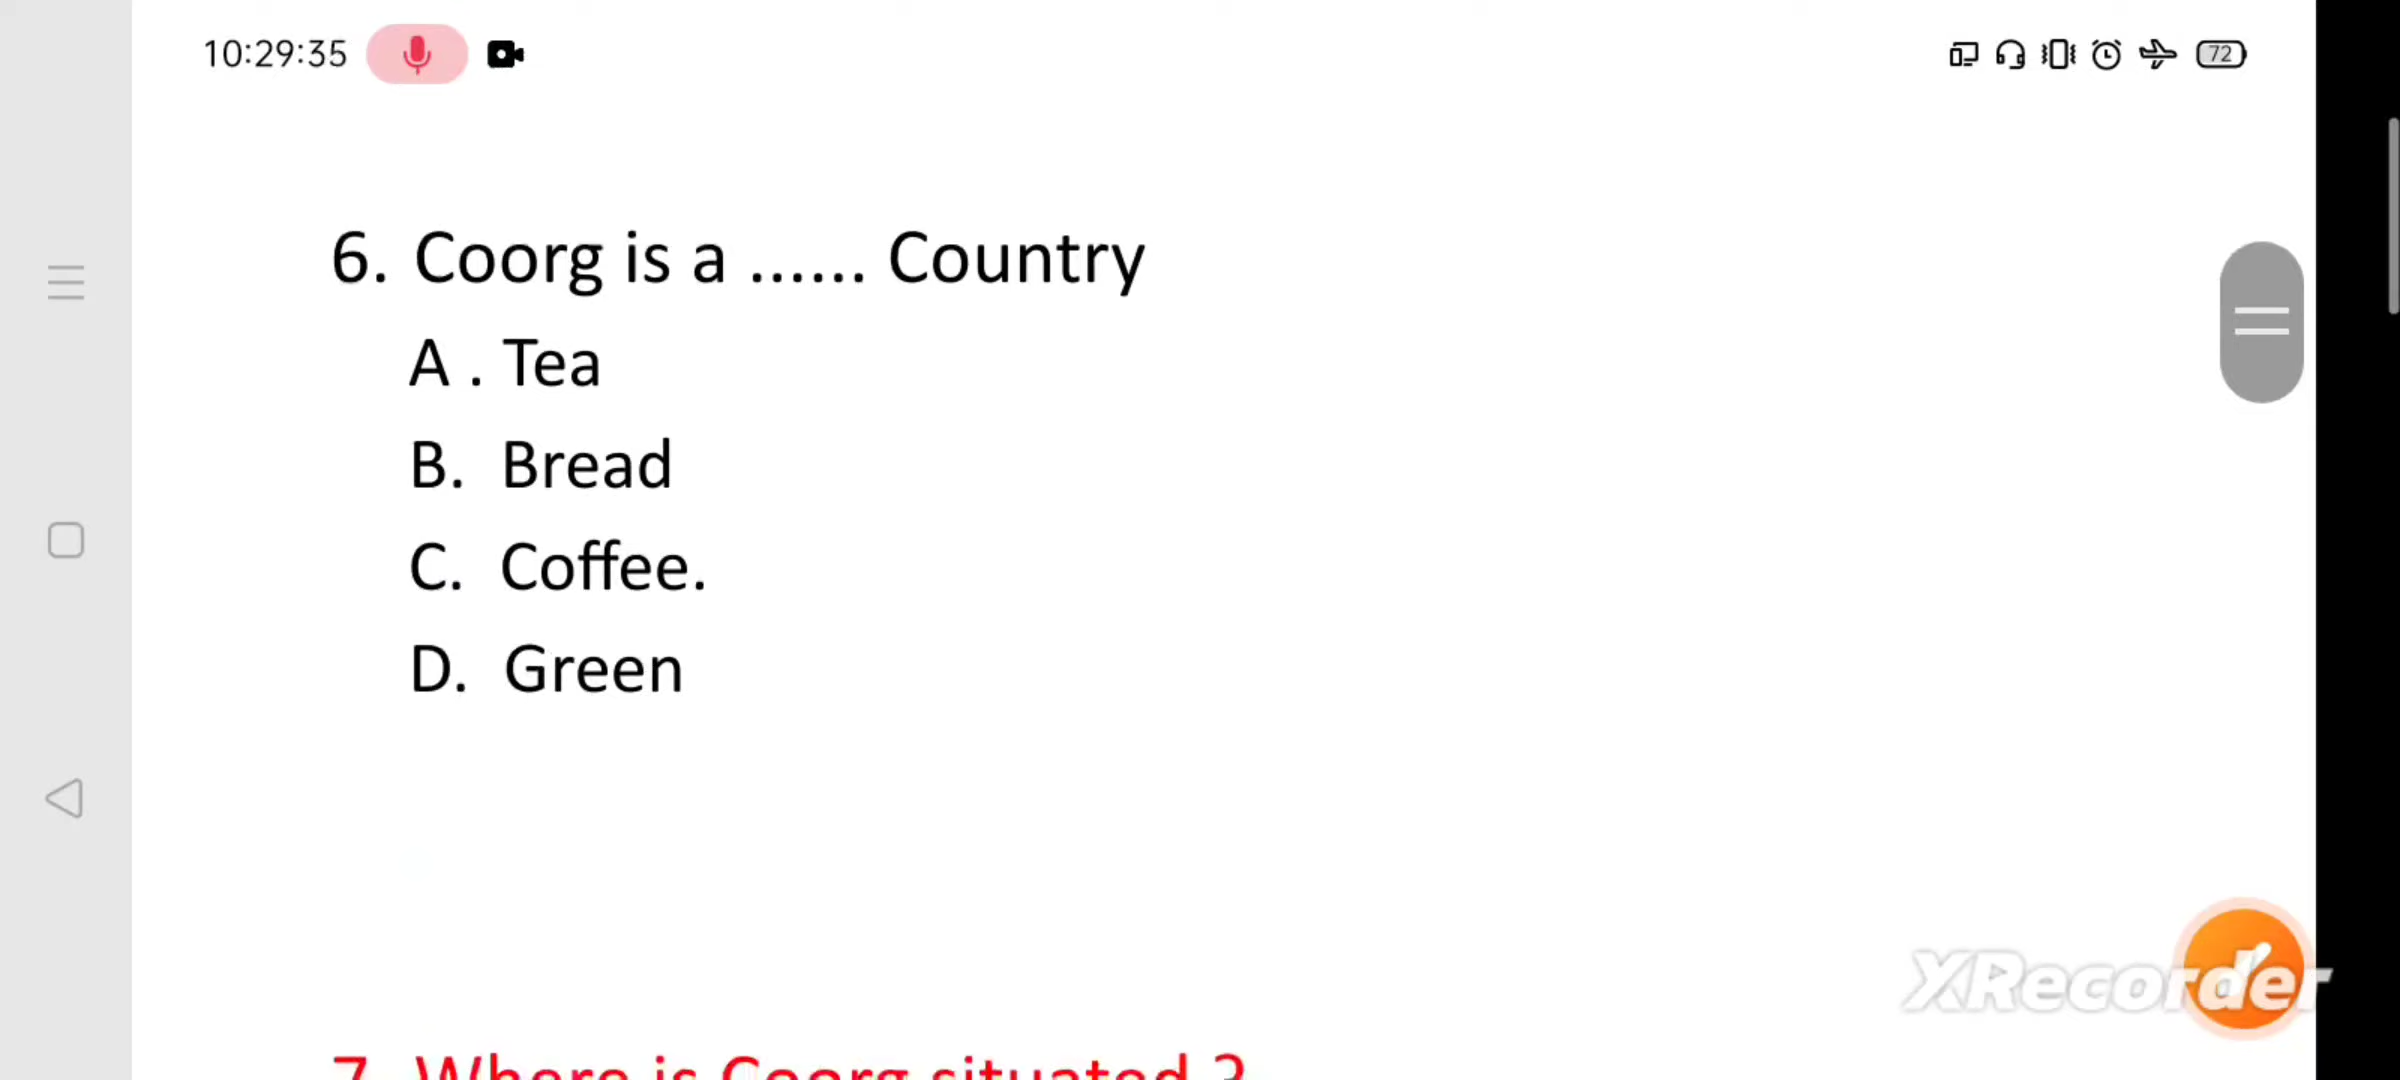 10:29:35
72
6. Coorg is a ...... Country
A . Tea
B. Bread
C. Coffee.
D. Green
XRecorder
7. Where is Coorg situated ?